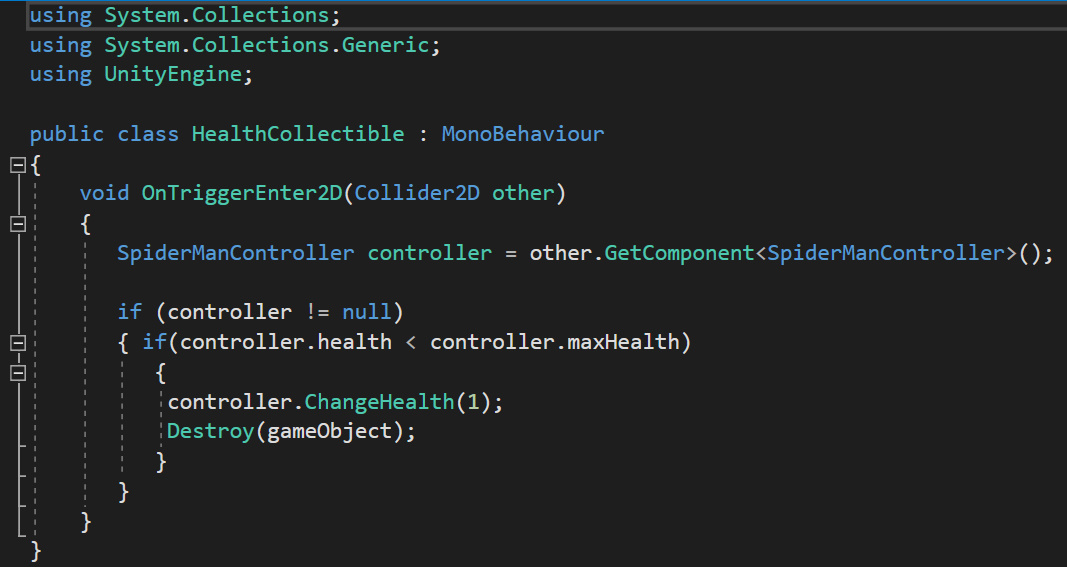 using System.Collections;
using System.Collections.Generic;
using UnityEngine;

public class HealthCollectible : MonoBehaviour
{
    void OnTriggerEnter2D(Collider2D other)
    {
       SpiderManController controller = other.GetComponent<SpiderManController>();

       if (controller != null)
       { if(controller.health < controller.maxHealth)
          {
           controller.ChangeHealth(1);
           Destroy(gameObject);
          }
       }
    }
}